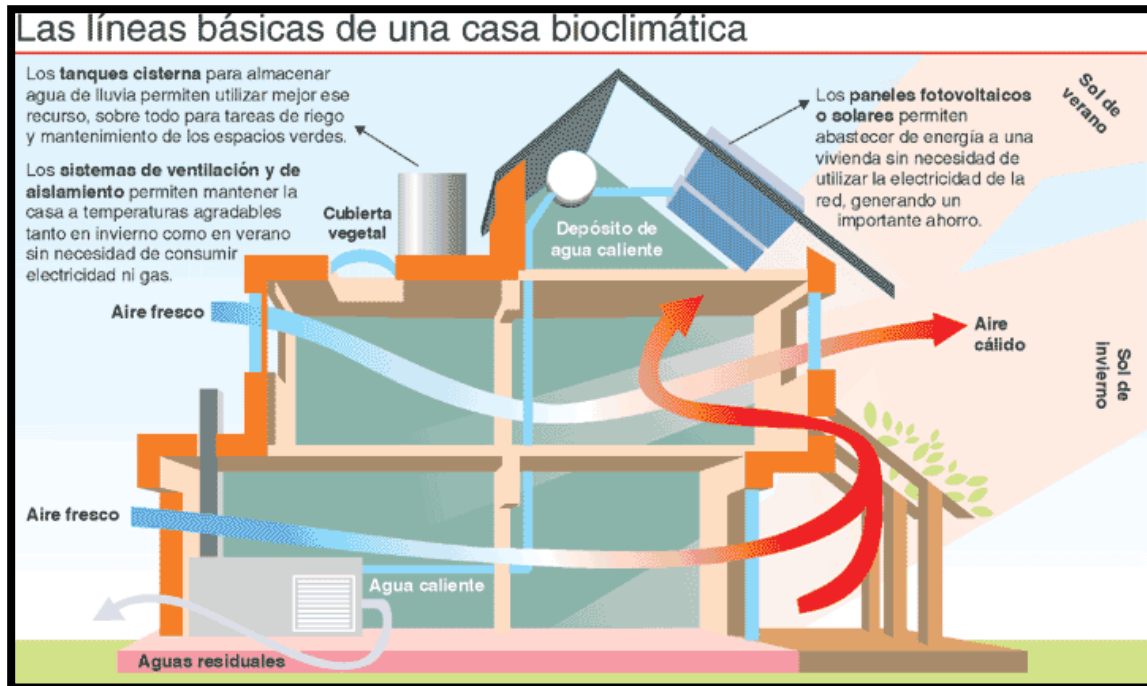 Las líneas básicas de una casa bioclimática
Los tanques cisterna para almacenar
agua de lluvia permiten utilizar mejor ese
recurso, sobre todo para tareas de riego
y mantenimiento de los espacios verdes.
Los sistemas de ventilación y de
aislamiento permiten mantener la
casa a temperaturas agradables
tanto en invierno como en verano
sin necesidad de consumir
electricidad ni gas.
Cubierta
vegetal
Depósito de
agua caliente
Los paneles fotovoltaicos
o solares permiten
abastecer de energía a una
vivienda sin necesidad de
utilizar la electricidad de la
red, generando un
importante ahorro.
Sol de
verano
Aire fresco
Aire
cálido
Sol de
invierno
Aire fresco
Agua caliente
Aguas residuales